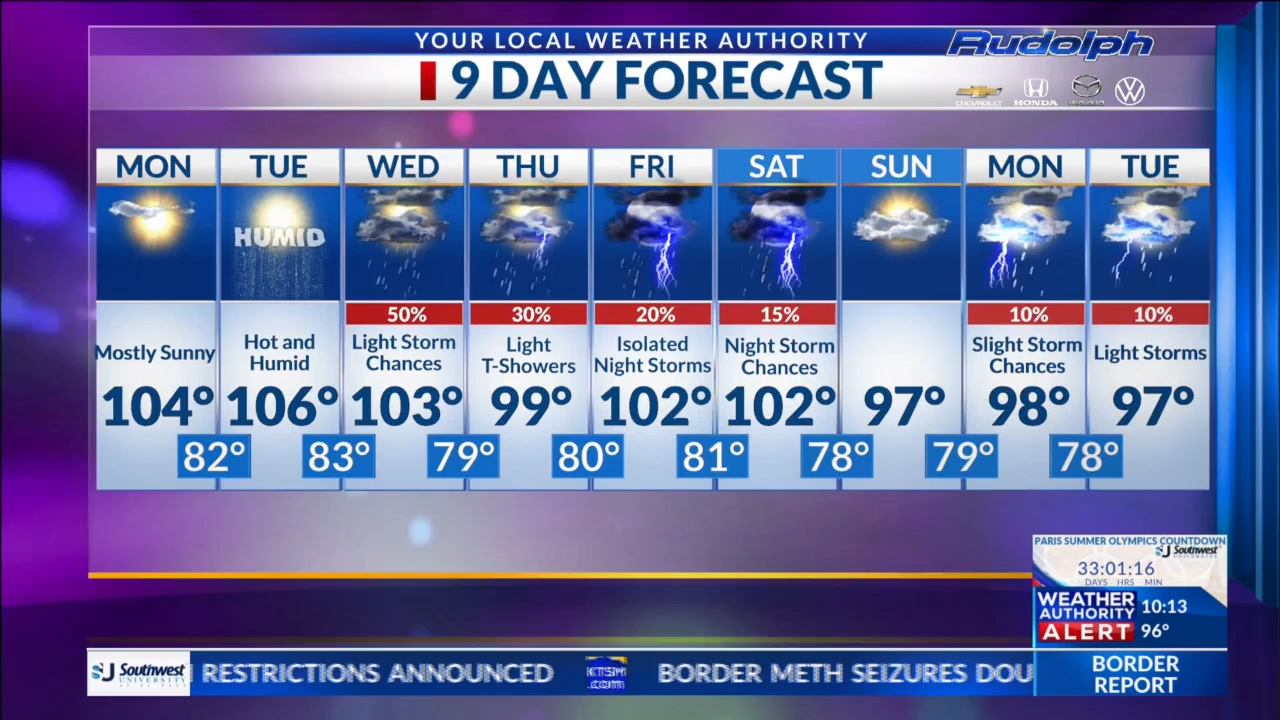 YOUR LOCAL WEATHER AUTHORITY
Rudolph
9 DAY FORECAST
CHEVROLET HONDA mazda
MON TUE WED THU FRI SAT SUN MON TUE
HUMID
50% 30% 20% 15% 10% 10%
Mostly Sunny
Hot and
Humid
Light Storm
Chances
Light
T-Showers
Isolated
Night Storms
Night Storm
Chances
Slight Storm
Chances
Light Storms
104° 106° 103° 99° 102° 102° 97° 98° 97°
82° 83° 79° 80° 81° 78° 79° 78°
PARIS SUMMER OLYMPICS COUNTDOWN
SU Southwest
UNIVERSITY
33:01:16
DAYS HRS MIN
WEATHER
AUTHORITY
ALERT
10:13
96°
SU Southwest
UNIVERSITY
RESTRICTIONS ANNOUNCED
KTSM
.com
BORDER METH SEIZURES DOU
BORDER
REPORT